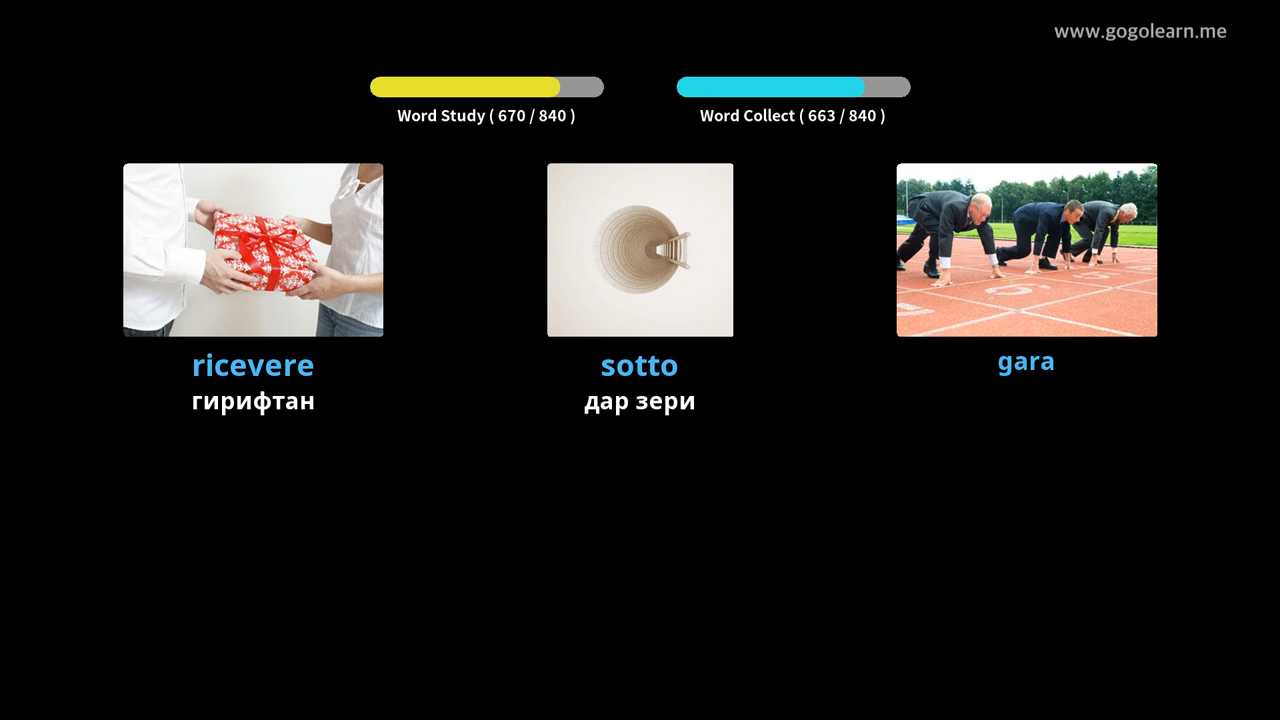 www.gogolearn.me
Word Study ( 670 / 840 )
Word Collect ( 663 / 840 )
ricevere
гирифтан
sotto
дар зери
gara